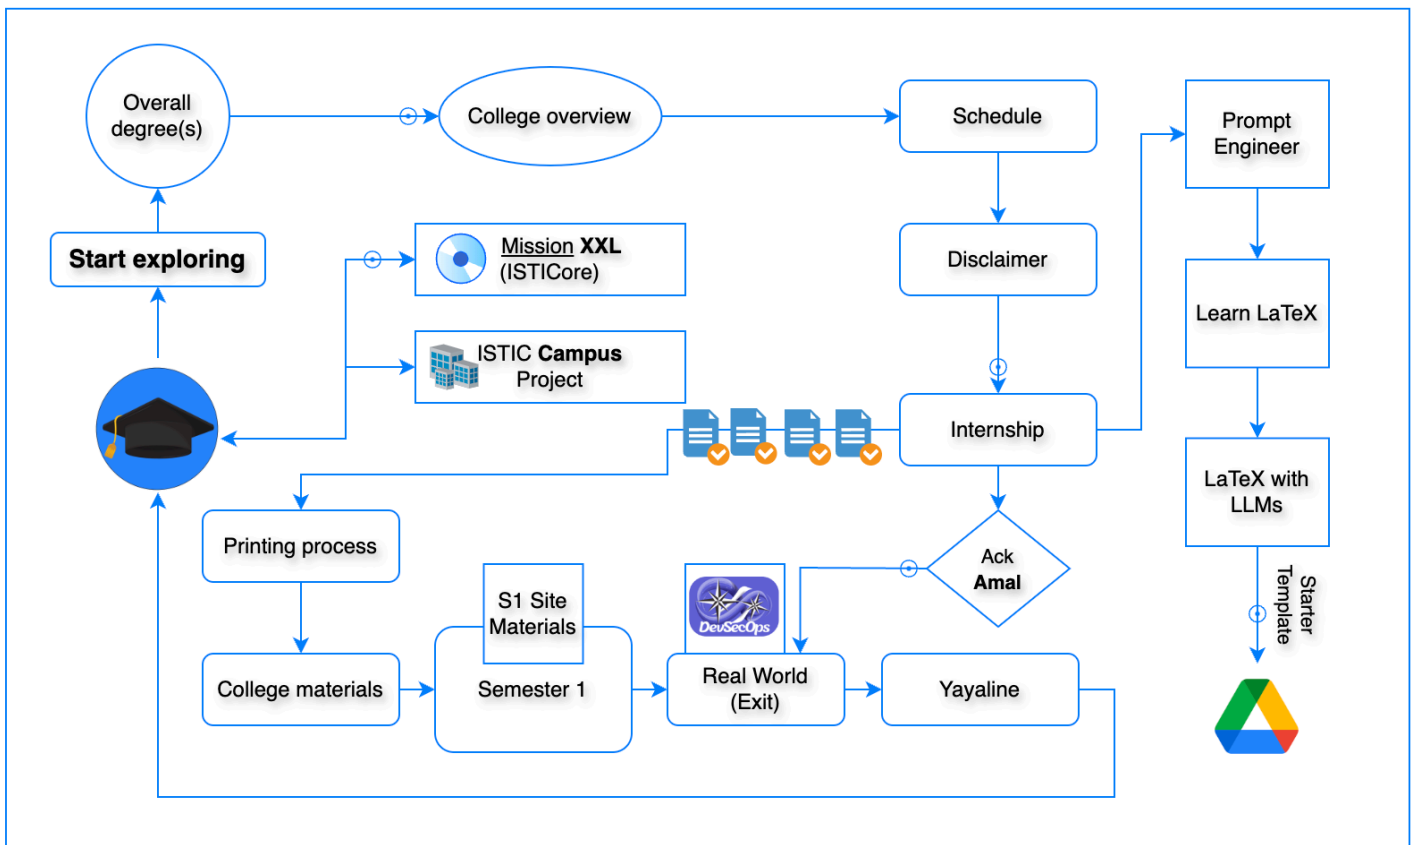 Overall
degree(s)
College overview
Schedule
Prompt
Engineer
Start exploring
Mission XXL
(ISTICore)
Disclaimer
Learn LaTeX
ISTIC Campus
Project
Internship
LaTeX with
LLMs
Printing process
Ack
Amal
Starter
Template
S1 Site
Materials
DevSecOps
College materials
Semester 1
Real World
(Exit)
Yayaline